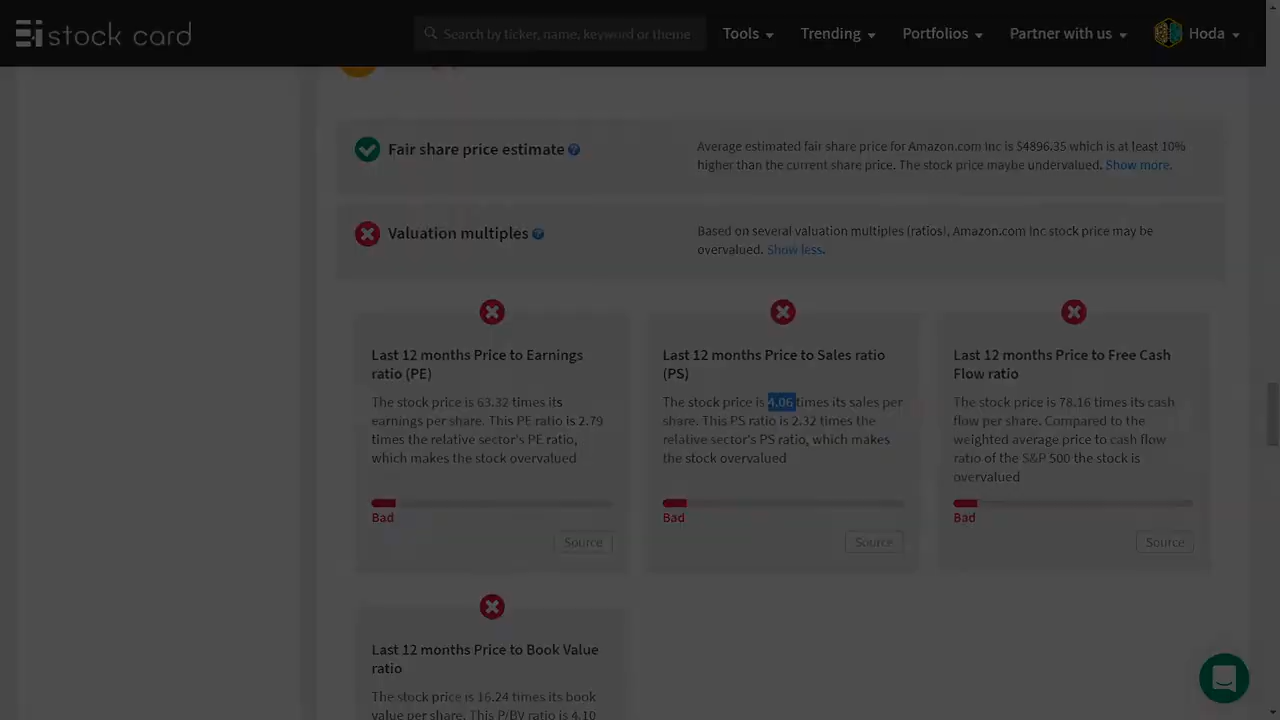 stock card
Search by ticker, name, keyword or theme
Tools
Trending
Portfolios
Partner with us
Hoda
Fair share price estimate
Average estimated fair share price for Amazon.com Inc is $4896.35 which is at least 10%
higher than the current share price. The stock price maybe undervalued. Show more.
Valuation multiples
Based on several valuation multiples (ratios), Amazon.com Inc stock price may be
overvalued. Show less.
Last 12 months Price to Earnings
ratio (PE)
The stock price is 63.32 times its
earnings per share. This PE ratio is 2.79
times the relative sector's PE ratio,
which makes the stock overvalued
Bad
Source
Last 12 months Price to Sales ratio
(PS)
The stock price is 4.06 times its sales per
share. This PS ratio is 2.32 times the
relative sector's PS ratio, which makes
the stock overvalued
Bad
Source
Last 12 months Price to Free Cash
Flow ratio
The stock price is 78.16 times its cash
flow per share. Compared to the
weighted average price to cash flow
ratio of the S&P 500 the stock is
overvalued
Bad
Source
Last 12 months Price to Book Value
ratio
The stock price is 16.24 times its book
value per share. This P/BV ratio is 4.10